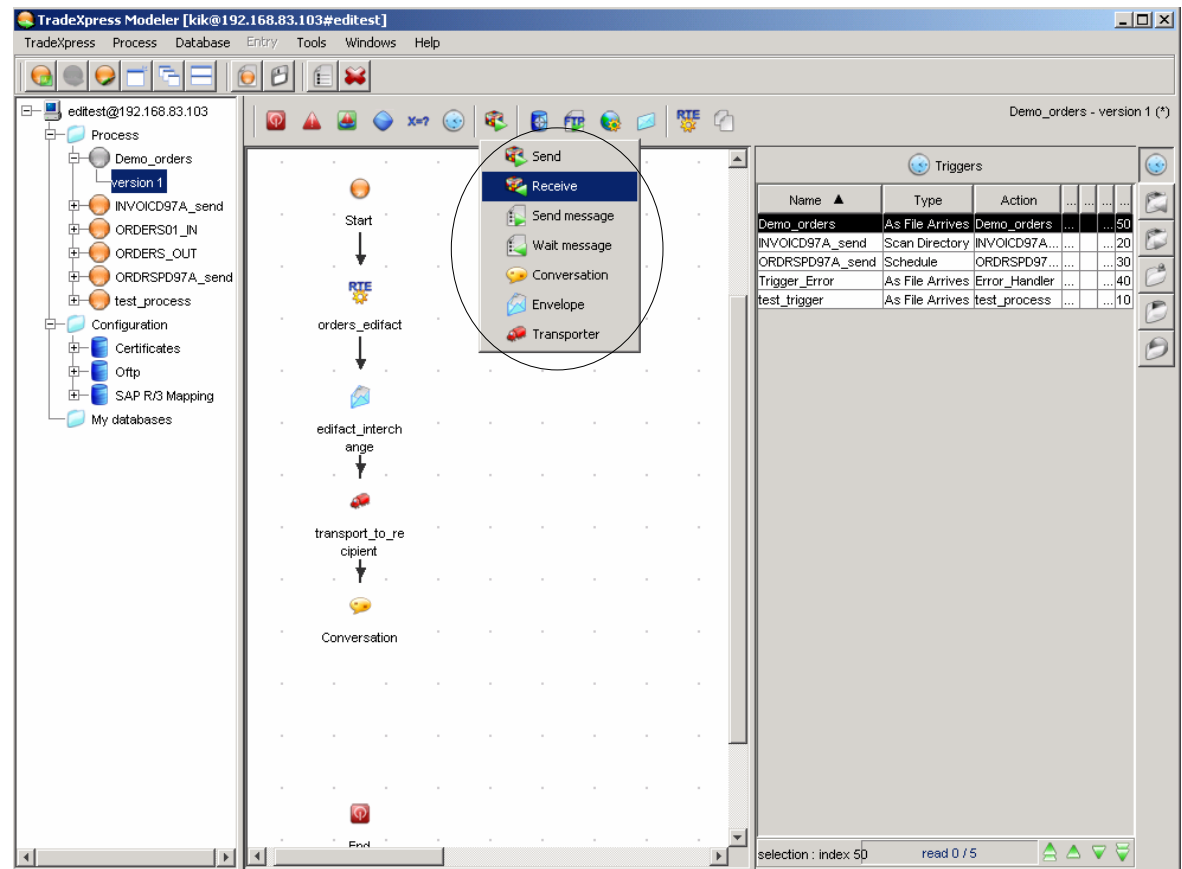 TradeXpress Modeler [kik@192.168.83.103#editest]
TradeXpress Process Database Entry Tools Windows Help
editest@192.168.83.103
Process
Demo_orders
version 1
INVOICD97A_send
ORDERS01_IN
ORDERS_OUT
ORDRSPD97A_send
test_process
Configuration
Certificates
Oftp
SAP R/3 Mapping
My databases
X=?
FTP
RTE
Demo_orders - version 1 (*)
Send
Receive
Send message
Wait message
Conversation
Envelope
Transporter
Start
RTE
orders_edifact
edifact_interch
ange
transport_to_re
cipient
Conversation
End
Triggers
Name ▲ Type Action ... ... ... ...
Demo_orders As File Arrives Demo_orders ... ... 50
INVOICD97A_send Scan Directory INVOICD97A... ... ... 20
ORDRSPD97A_send Schedule ORDRSPD97... ... ... 30
Trigger_Error As File Arrives Error_Handler ... ... 40
test_trigger As File Arrives test_process ... ... 10
selection : index 50 read 0 / 5